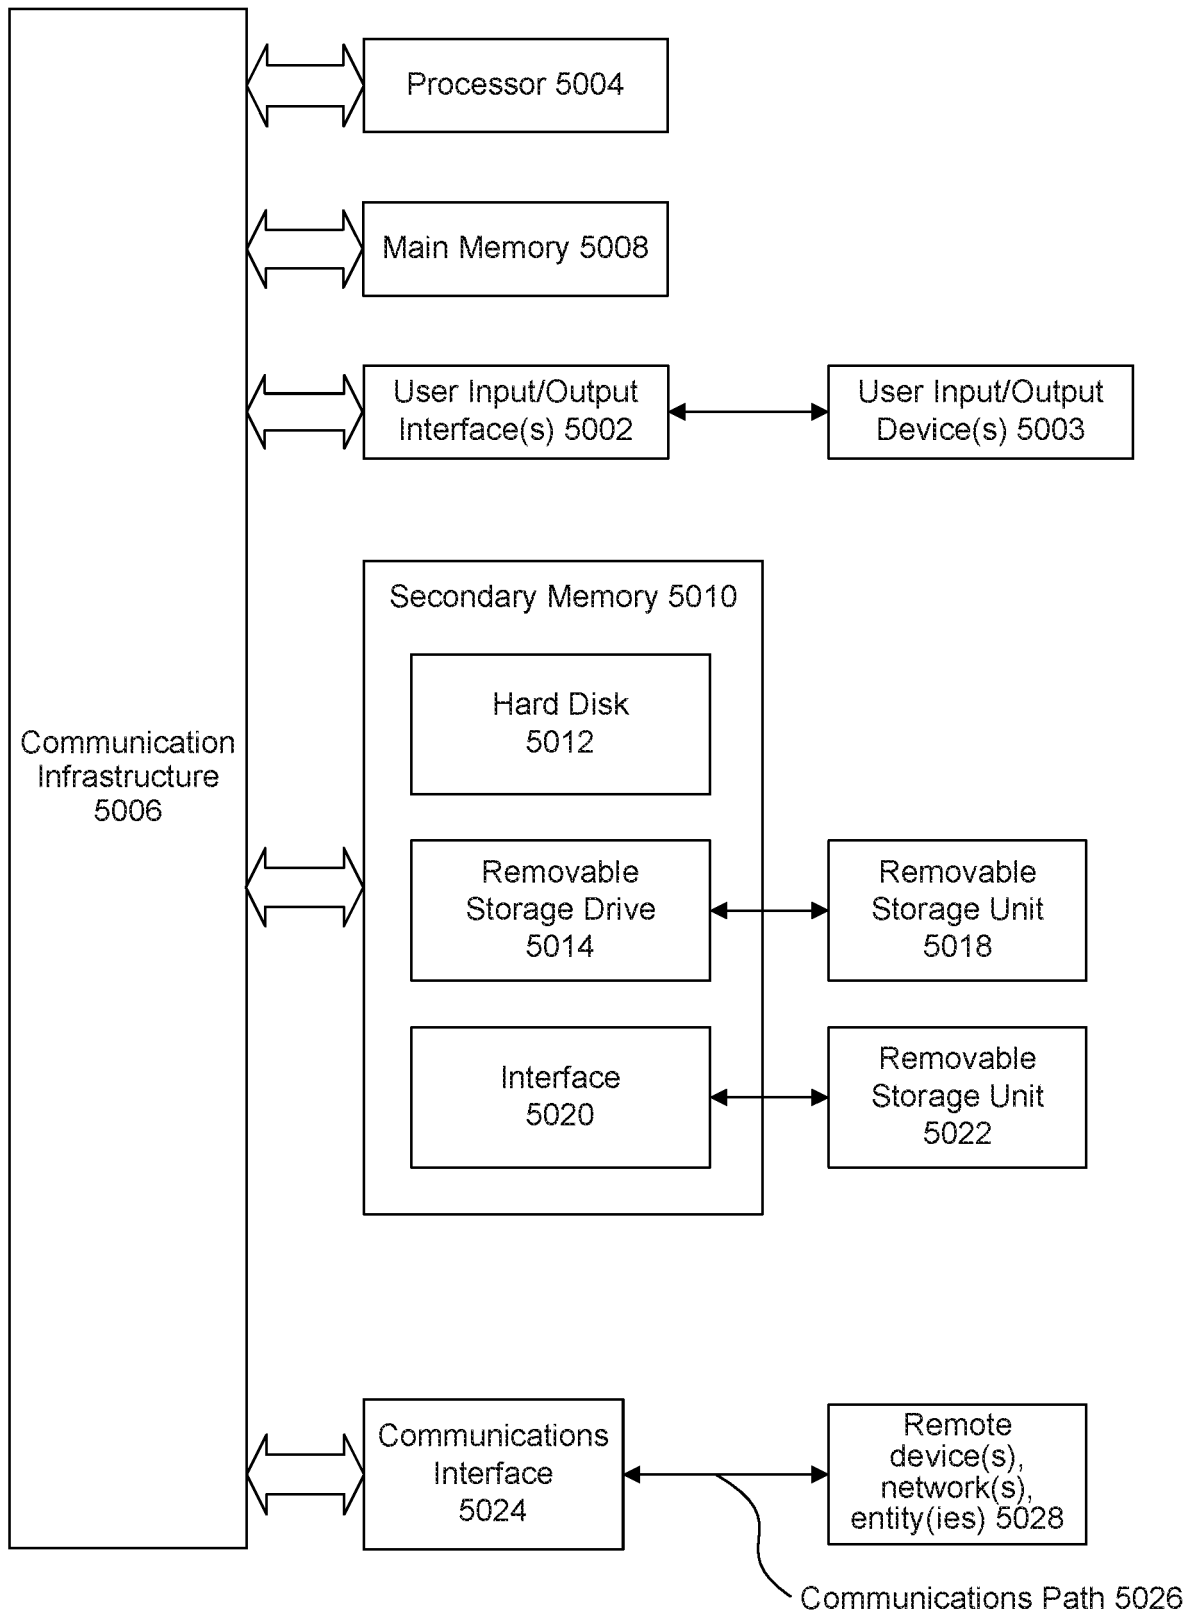 Processor 5004
Main Memory 5008
User Input/Output
Interface(s) 5002
User Input/Output
Device(s) 5003
Secondary Memory 5010
Hard Disk
5012
Communication
Infrastructure
5006
Removable
Storage Drive
5014
Removable
Storage Unit
5018
Interface
5020
Removable
Storage Unit
5022
Communications
Interface
5024
Remote
device(s),
network(s),
entity(ies) 5028
Communications Path 5026